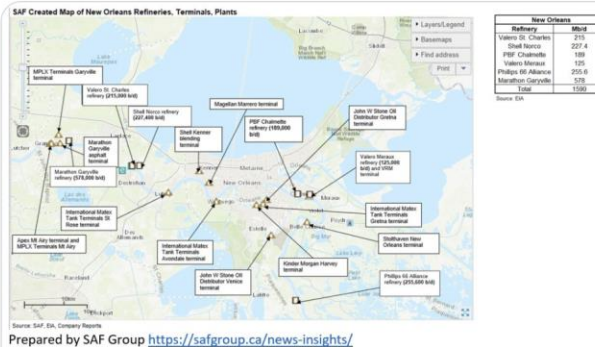 SAF Created Map of New Orleans Refineries, Terminals, Plants
Layers/Legend
Basemaps
Find address
Print
MPLX Terminals Garyville
terminal
Valero St. Charles
refinery (215,000 b/d)
Shell Norco refinery
(227,400 b/d)
Magellan Marrero terminal
Shell Kenner
blending
terminal
PBF Chalmette
refinery (189,000
b/d)
John W Stone Oil
Distributor Gretna
terminal
Marathon
Garyville
asphalt
terminal
Marathon Garyville
refinery (578,000 b/d)
Valero Meraux
refinery (125,000
b/d) and VRM
terminal
New Orleans
Meraux
International Matex
Tank Terminals St.
Rose terminal
International Matex
Tank Terminals
Gretna terminal
Apex Mt Airy terminal and
MPLX Terminals Mt Airy
International Matex
Tank Terminals
Avondale terminal
Stolthaven New
Orleans terminal
John W Stone Oil
Distributor Venice
terminal
Kinder Morgan Harvey
terminal
Phillips 66 Alliance
refinery (255,600 b/d)
Destrehan
Estelle
Lafitte
Raceland
Lockport
Slidell
Source: SAF, EIA, Company Reports
New Orleans
Refinery Mb/d
Valero St. Charles 215
Shell Norco 227.4
PBF Chalmette 189
Valero Meraux 125
Phillips 66 Alliance 255.6
Marathon Garyville 578
Total 1590
Source: EIA
Prepared by SAF Group https://safgroup.ca/news-insights/